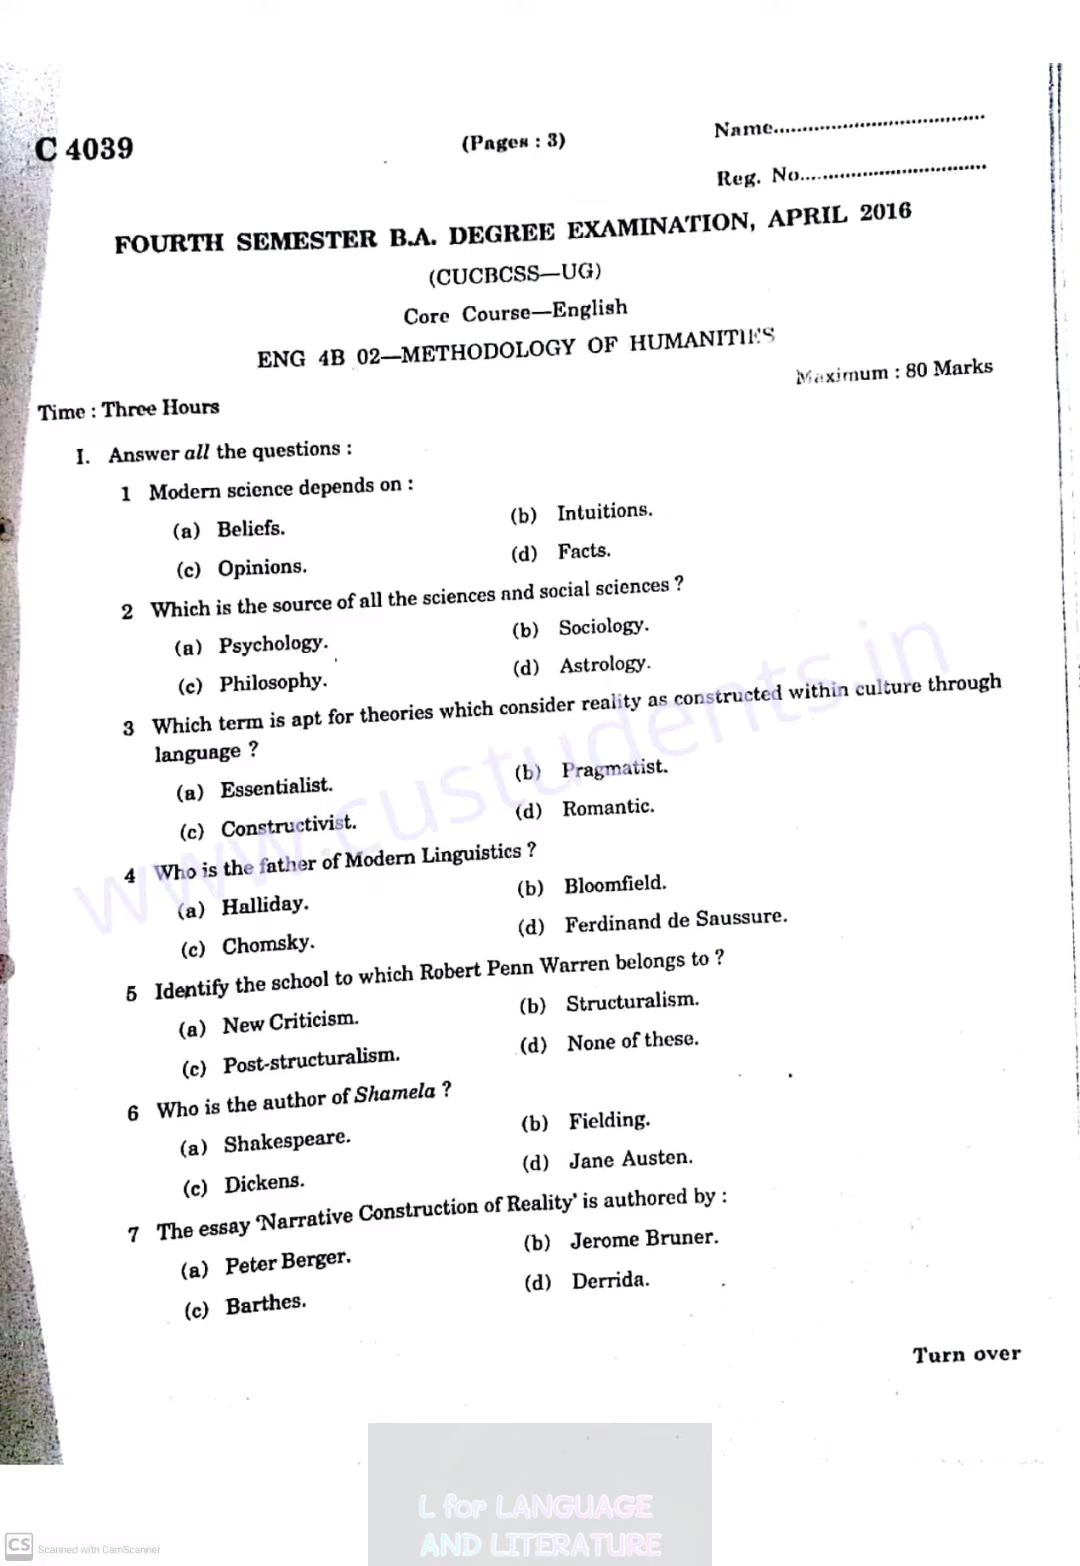 C 4039
(Pages : 3)
Name.....................................
Reg. No.................................
FOURTH SEMESTER B.A. DEGREE EXAMINATION, APRIL 2016
(CUCBCSS—UG)
Core Course—English
ENG 4B 02—METHODOLOGY OF HUMANITIES
Time : Three Hours
Maximum : 80 Marks
I. Answer all the questions :
1 Modern science depends on :
(a) Beliefs.
(b) Intuitions.
(c) Opinions.
(d) Facts.
2 Which is the source of all the sciences and social sciences ?
(a) Psychology.
(b) Sociology.
(c) Philosophy.
(d) Astrology.
3 Which term is apt for theories which consider reality as constructed within culture through
language ?
(a) Essentialist.
(b) Pragmatist.
(c) Constructivist.
(d) Romantic.
4 Who is the father of Modern Linguistics ?
(a) Halliday.
(b) Bloomfield.
(c) Chomsky.
(d) Ferdinand de Saussure.
5 Identify the school to which Robert Penn Warren belongs to ?
(a) New Criticism.
(b) Structuralism.
(c) Post-structuralism.
(d) None of these.
6 Who is the author of Shamela ?
(a) Shakespeare.
(b) Fielding.
(c) Dickens.
(d) Jane Austen.
7 The essay 'Narrative Construction of Reality' is authored by :
(a) Peter Berger.
(b) Jerome Bruner.
(c) Barthes.
(d) Derrida.
Turn over
www.custudents.in
L for LANGUAGE
AND LITERATURE
CS Scanned with CamScanner